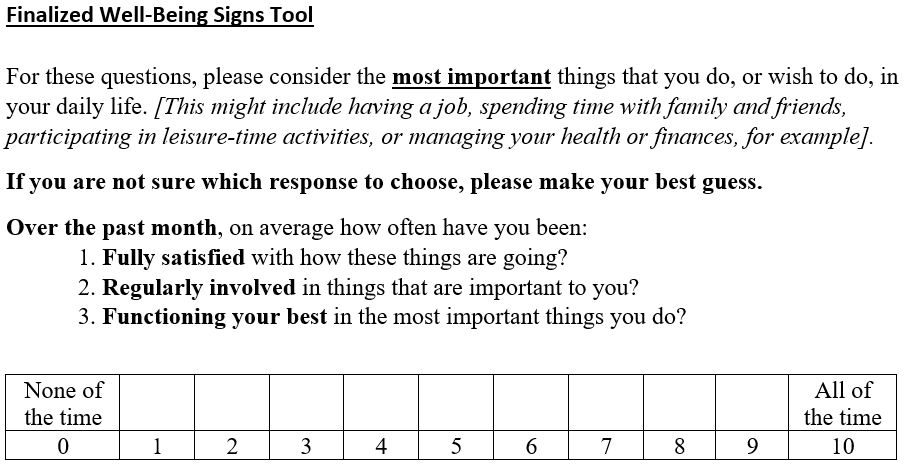 Finalized Well-Being Signs Tool
For these questions, please consider the most important things that you do, or wish to do, in
your daily life. [This might include having a job, spending time with family and friends,
participating in leisure-time activities, or managing your health or finances, for example].
If you are not sure which response to choose, please make your best guess.
Over the past month, on average how often have you been:
1. Fully satisfied with how these things are going?
2. Regularly involved in things that are important to you?
3. Functioning your best in the most important things you do?
None of All of
the time the time
0 1 2 3 4 5 6 7 8 9 10